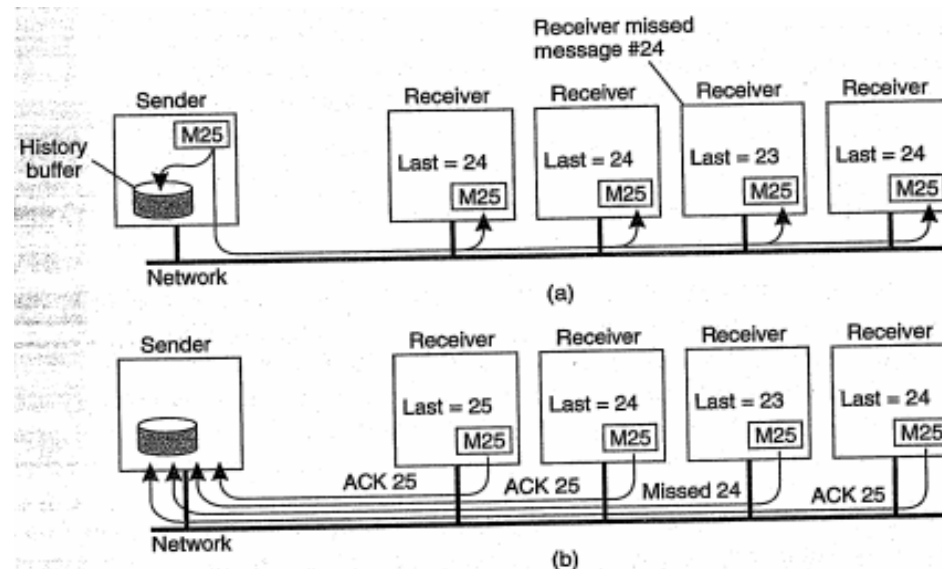 Receiver missed
message #24
Sender
Receiver
Receiver
Receiver
Receiver
M25
History
buffer
Last = 24
Last = 24
Last = 23
Last = 24
M25
M25
M25
M25
Network
(a)
Sender
Receiver
Receiver
Receiver
Receiver
Last = 25
Last = 24
Last = 23
Last = 24
M25
M25
M25
M25
ACK 25
ACK 25
Missed 24
ACK 25
Network
(b)